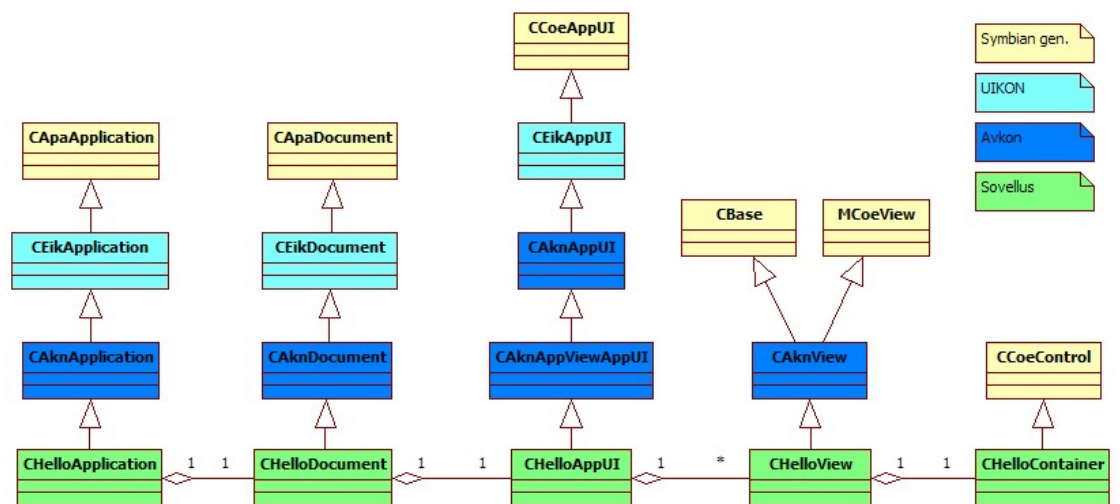 CCoeAppUI
Symbian gen.
UIKON
CApaApplication
CApaDocument
CEikAppUI
Avkon
Sovellus
CBase
MCoeView
CEikApplication
CEikDocument
CAknAppUI
CAknApplication
CAknDocument
CAknAppViewAppUI
CAknView
CCoeControl
CHelloApplication 1 1 CHelloDocument 1 1 CHelloAppUI 1 * CHelloView 1 1 CHelloContainer